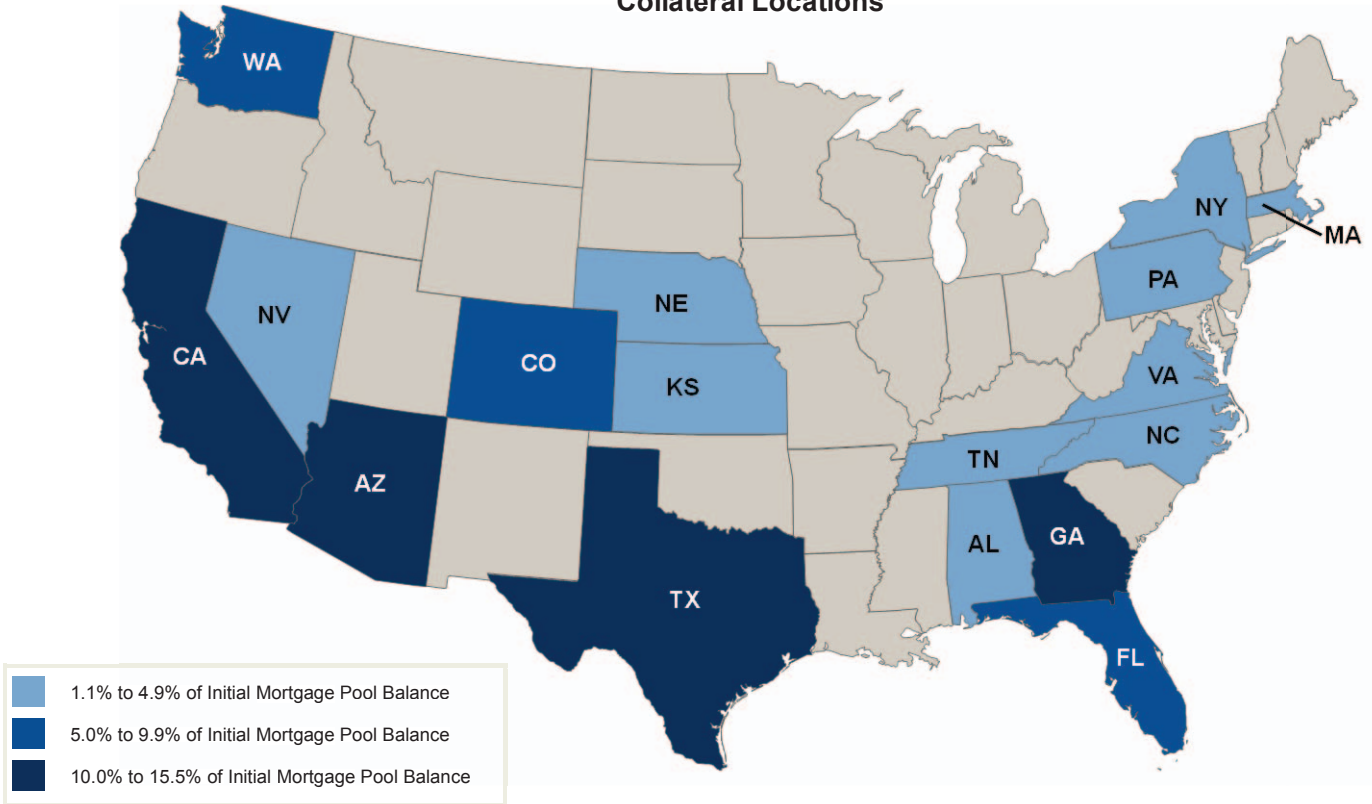 Collateral Locations
WA
NY
MA
PA
NE
NV
CO
CA
KS
VA
NC
TN
AZ
GA
AL
TX
FL
1.1% to 4.9% of Initial Mortgage Pool Balance
5.0% to 9.9% of Initial Mortgage Pool Balance
10.0% to 15.5% of Initial Mortgage Pool Balance